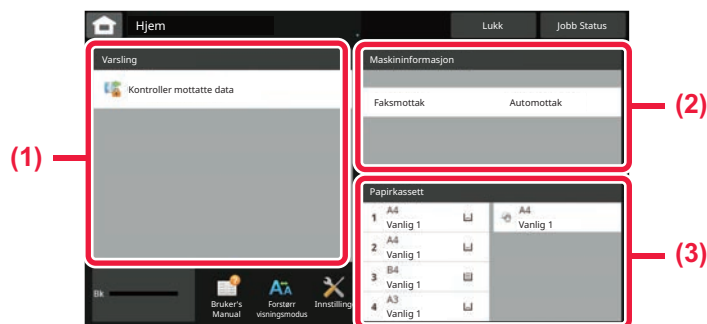 Hjem
Lukk
Jobb Status
Varsling
Kontroller mottatte data
Maskininformasjon
Faksmottak Automottak
(1)
(2)
Papirkassett
1 A4
Vanlig 1
2 A4
Vanlig 1
3 B4
Vanlig 1
4 A3
Vanlig 1
A4
Vanlig 1
(3)
Bk
Bruker's
Manual
Forstørr
visningsmodus
Innstilling